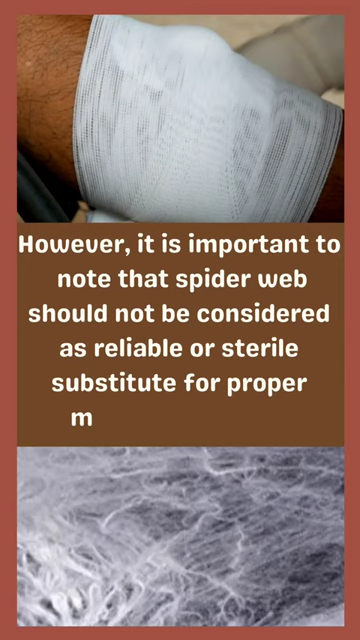 However, it is important to
note that spider web
should not be considered
as reliable or sterile
substitute for proper
m